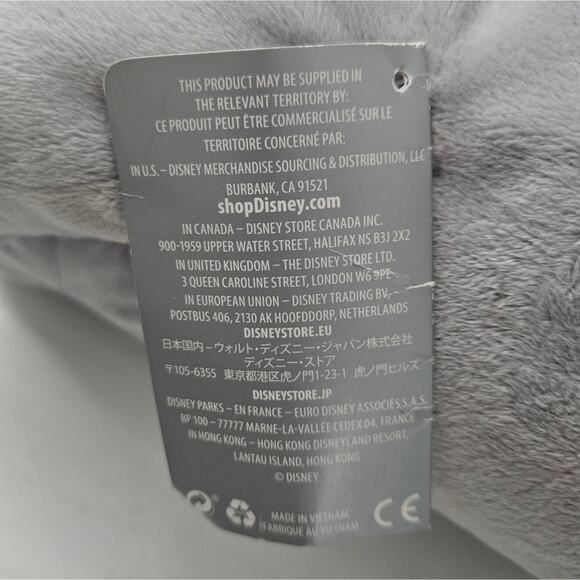 THIS PRODUCT MAY BE SUPPLIED IN
THE RELEVANT TERRITORY BY:
CE PRODUIT PEUT ÊTRE COMMERCIALISÉ SUR LE
TERRITOIRE CONCERNÉ PAR:
IN U.S. – DISNEY MERCHANDISE SOURCING & DISTRIBUTION, LLC
BURBANK, CA 91521
shopDisney.com
IN CANADA – DISNEY STORE CANADA INC.
900-1959 UPPER WATER STREET, HALIFAX NS B3J 2X2
IN UNITED KINGDOM – THE DISNEY STORE LTD
3 QUEEN CAROLINE STREET, LONDON W6 9PE
IN EUROPEAN UNION – DISNEY TRADING BV,
POSTBUS 406, 2130 AK HOOFDDORP, NETHERLANDS
DISNEYSTORE.EU
日本国内 – ウォルト・ディズニー・ジャパン株式会社
ディズニー・ストア
〒105-6355 東京都港区虎ノ門1-23-1 虎ノ門ヒルズ
DISNEYSTORE.JP
DISNEY PARKS – EN FRANCE – EURO DISNEY ASSOCIES S.A.S.
BP 100 – 77777 MARNE-LA-VALLÉE CEDEX 04, FRANCE
IN HONG KONG – HONG KONG DISNEYLAND RESORT,
LANTAU ISLAND, HONG KONG
© DISNEY
MADE IN VIETNAM
FABRIQUÉ AU VIETNAM
CE